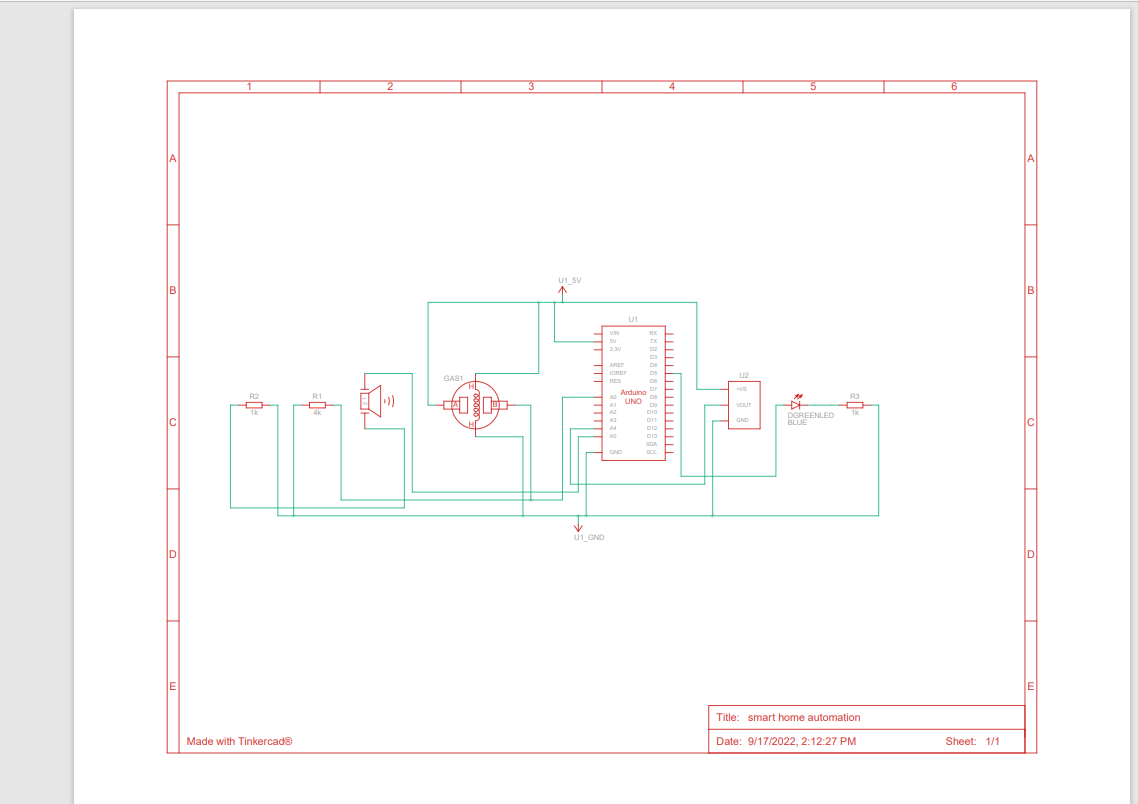 1 2 3 4 5 6
A A
B B
U1_5V
U1
VIN RX
5V TX
3.3V D2
D3
AREF D4
IOREF D5
RES D6
D7
A0 D8
A1 D9
A2 D10
A3 D11
A4 D12
A5 D13
SDA
GND SCL
Arduino
UNO
GAS1
H
A B
H
R2
1k
R1
4k
U2
+VS
VOUT
GND
DGREENLED
BLUE
R3
1k
C C
U1_GND
D D
E E
Title: smart home automation
Made with Tinkercad®
Date: 9/17/2022, 2:12:27 PM Sheet: 1/1